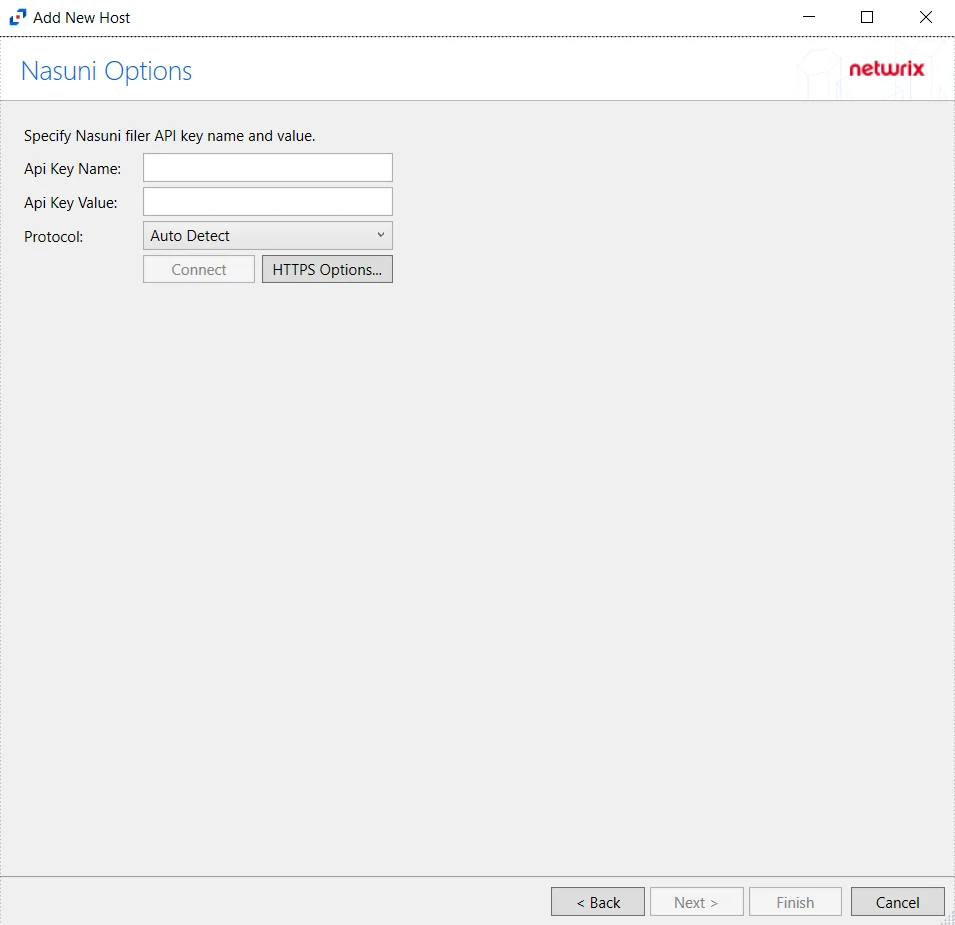 Add New Host
Nasuni Options
netwrix
Specify Nasuni filer API key name and value.
Api Key Name:
Api Key Value:
Protocol: Auto Detect
Connect HTTPS Options...
< Back Next > Finish Cancel